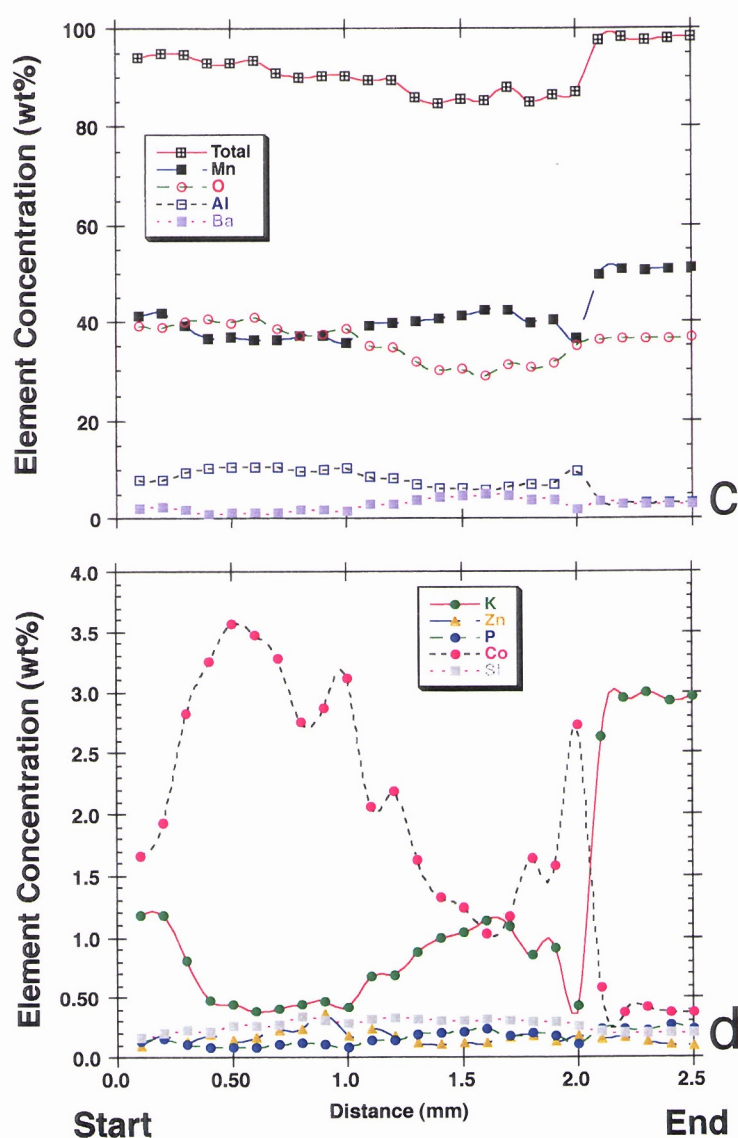 Element Concentration (wt%)
100
80
60
40
20
0
Total
Mn
O
Al
Ba
c
Element Concentration (wt%)
4.0
3.5
3.0
2.5
2.0
1.5
1.0
0.50
0.0
K
Zn
P
Co
Si
d
0.0 0.50 1.0 1.5 2.0 2.5
Start Distance (mm) End